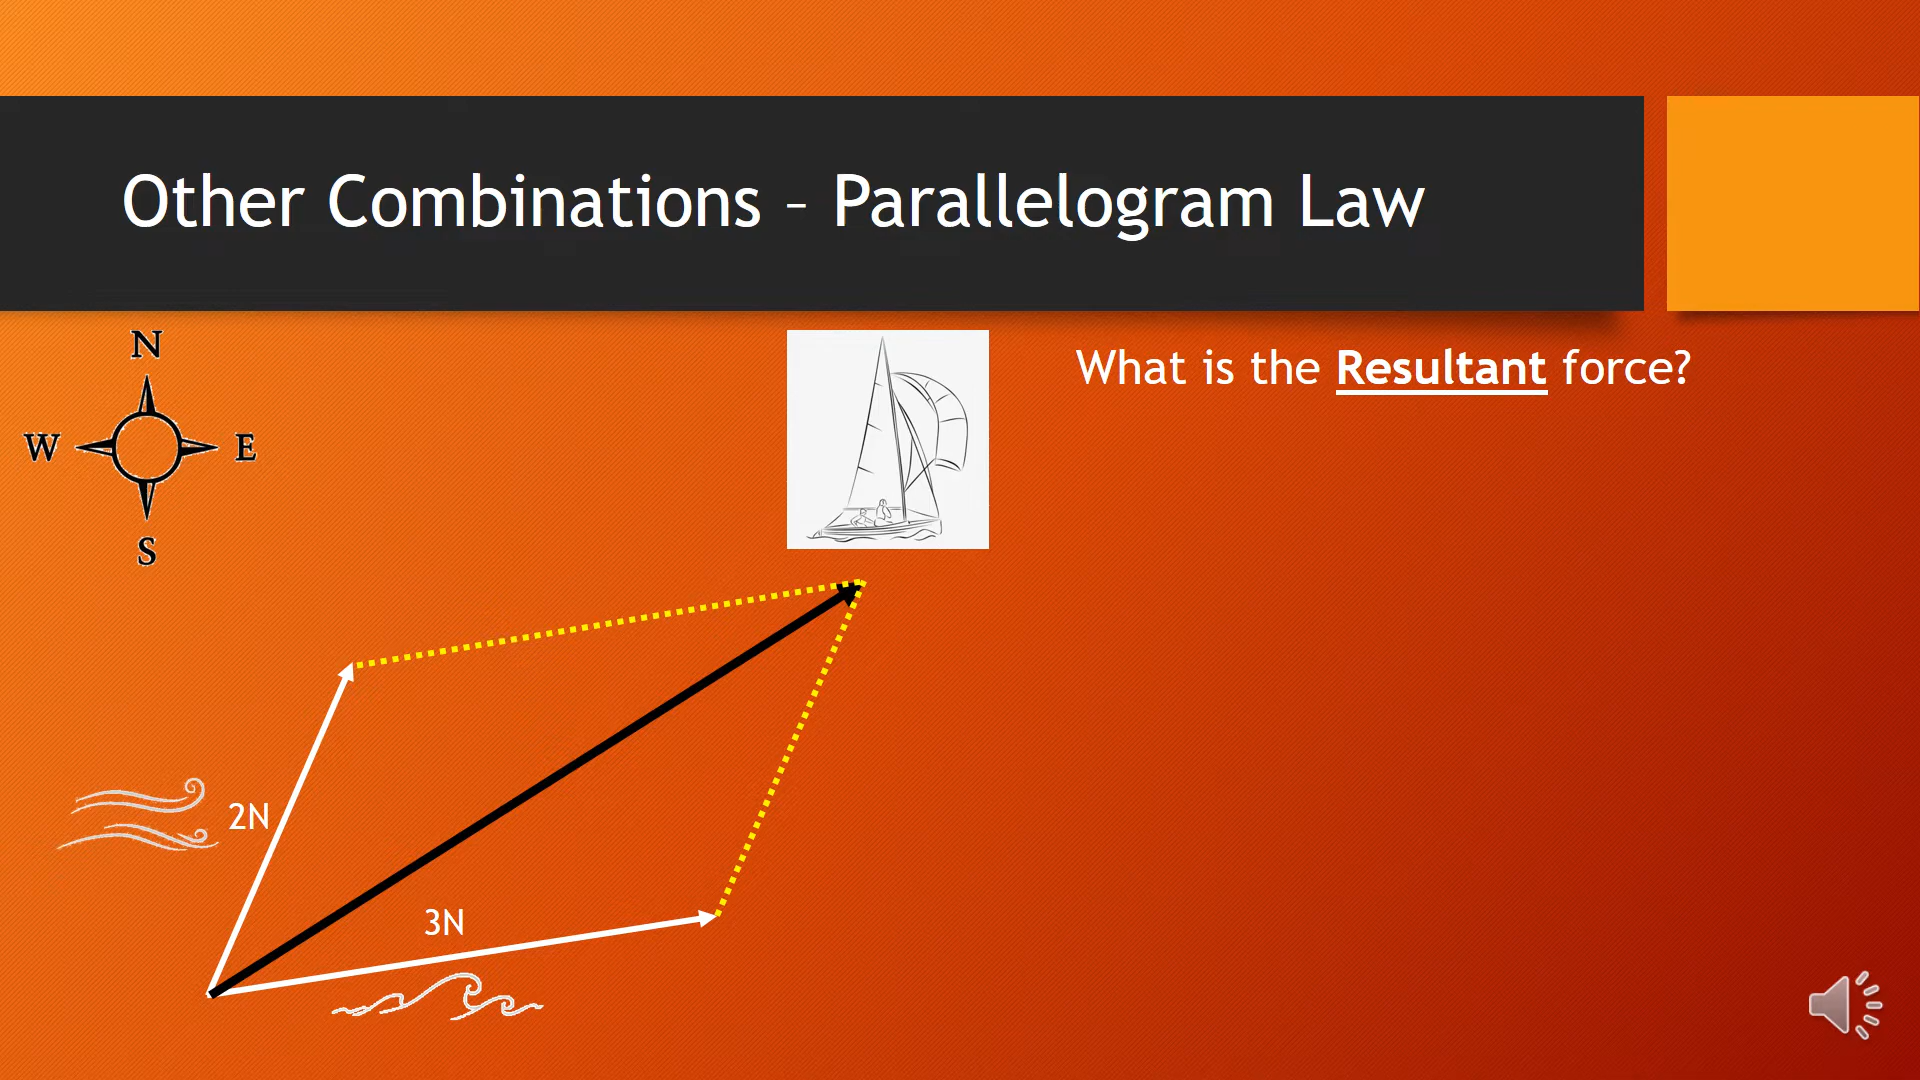 Other Combinations – Parallelogram Law
N
W E
S
What is the Resultant force?
2N
3N